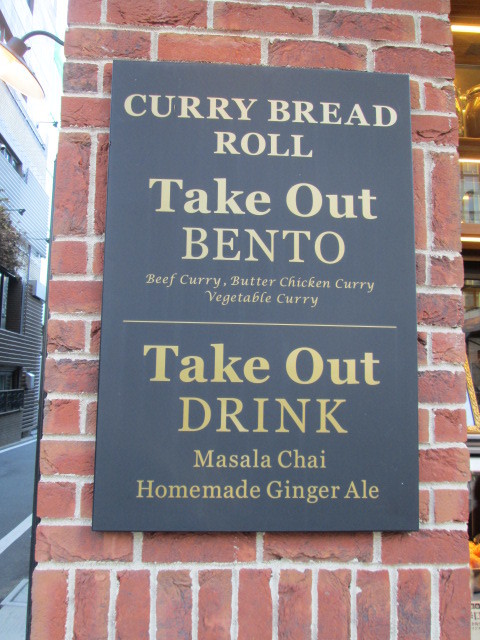 CURRY BREAD
ROLL
Take Out
BENTO
Beef Curry, Butter Chicken Curry
Vegetable Curry
Take Out
DRINK
Masala Chai
Homemade Ginger Ale